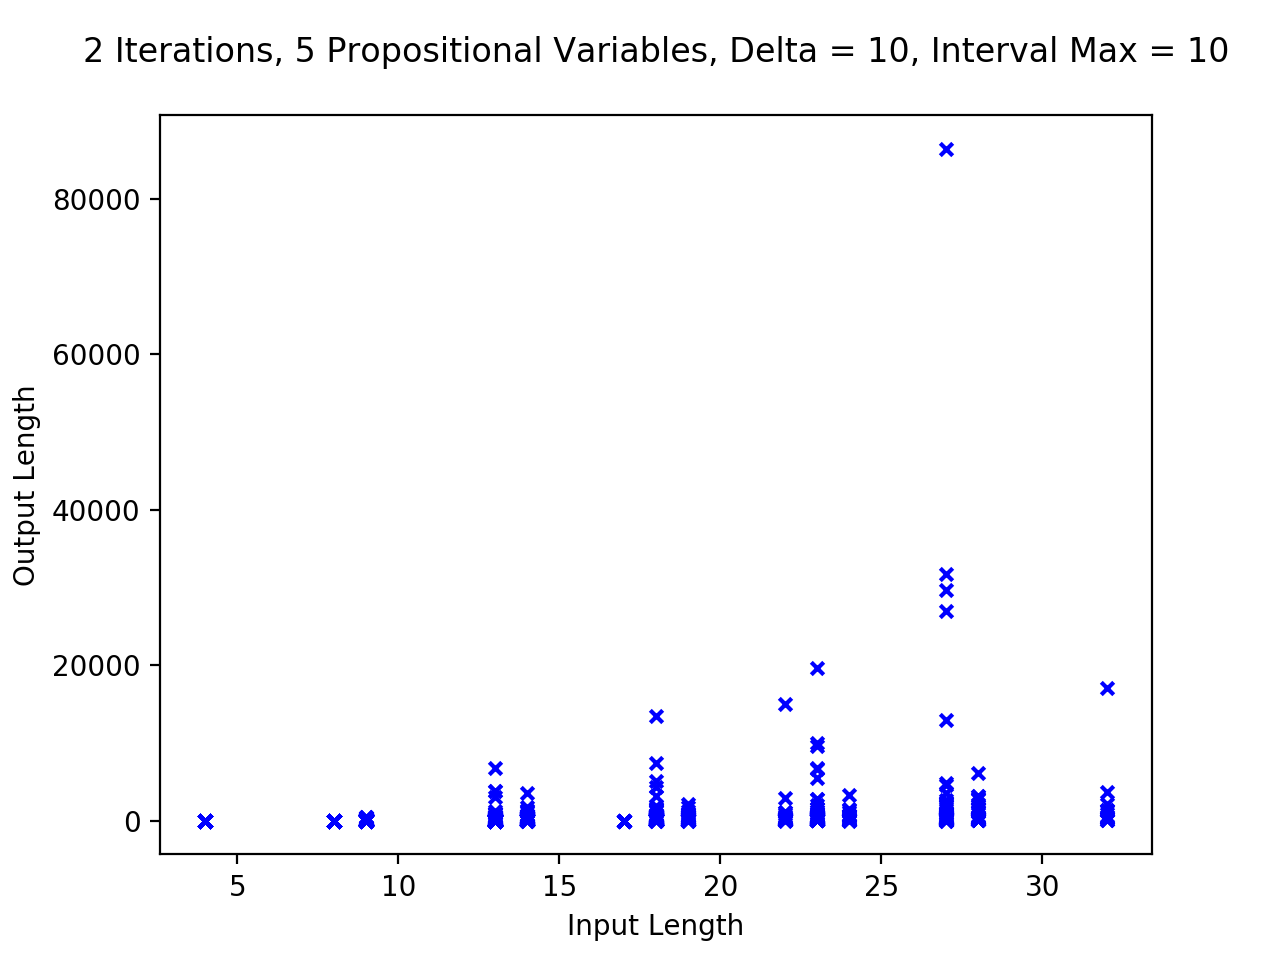 2 Iterations, 5 Propositional Variables, Delta = 10, Interval Max = 10
80000
60000
40000
20000
0
Output Length
5 10 15 20 25 30
Input Length